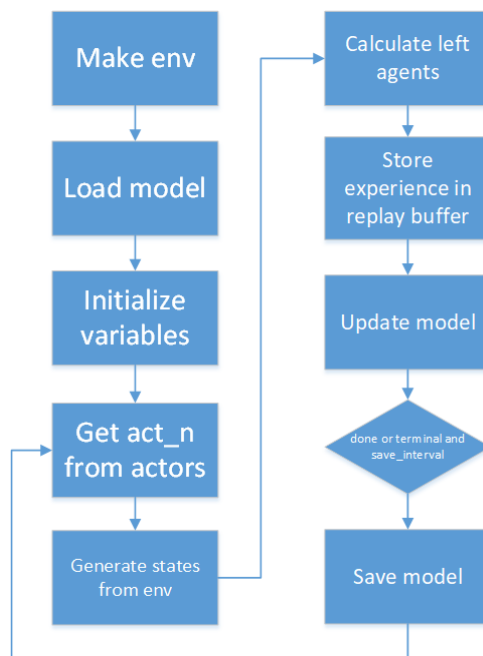 Make env
Load model
Initialize
variables
Get act_n
from actors
Generate states
from env
Calculate left
agents
Store
experience in
replay buffer
Update model
done or terminal and
save_interval
Save model